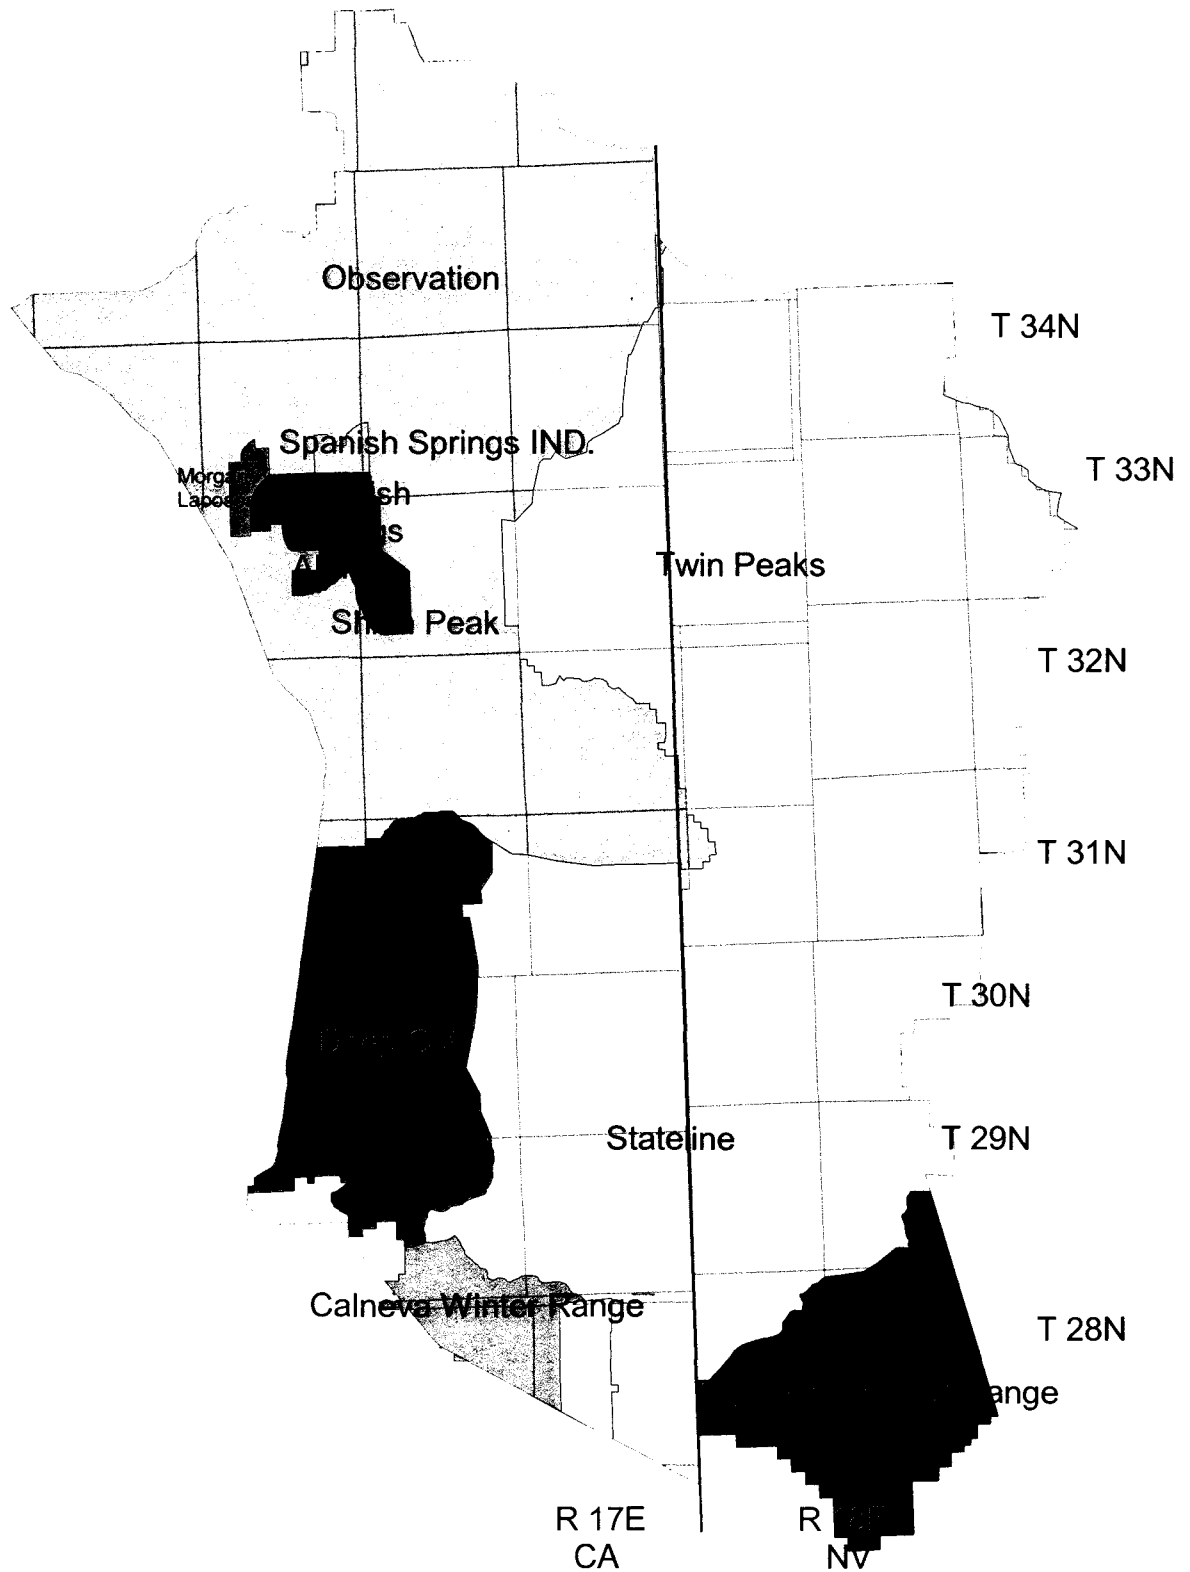 Observation
T 34N
Spanish Springs IND.
T 33N
Twin Peaks
Peak
T 32N
T 31N
T 30N
Stateline
T 29N
Calneva Winter Range
T 28N
R 17E
R
CA
NV